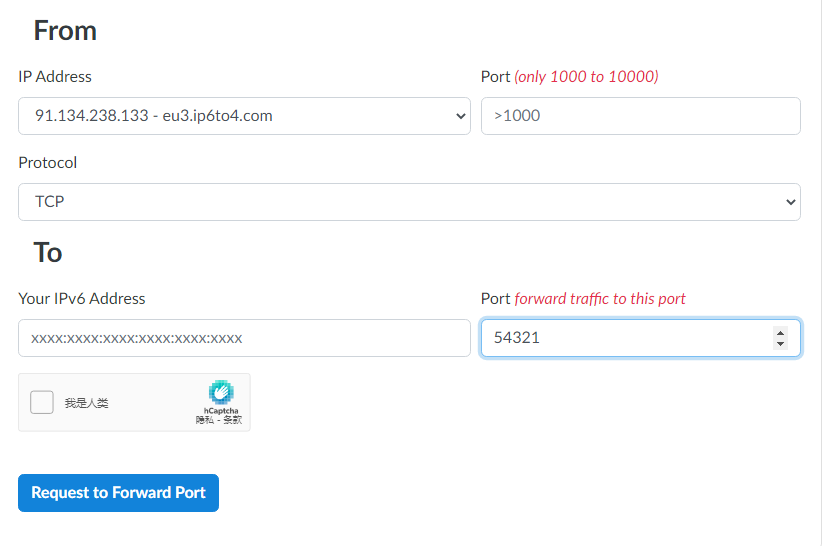 From
IP Address
Port (only 1000 to 10000)
91.134.238.133 - eu3.ip6to4.com
>1000
Protocol
TCP
To
Your IPv6 Address
Port forward traffic to this port
xxxx:xxxx:xxxx:xxxx:xxxx:xxxx
54321
我是人类
hCaptcha
隐私 - 条款
Request to Forward Port